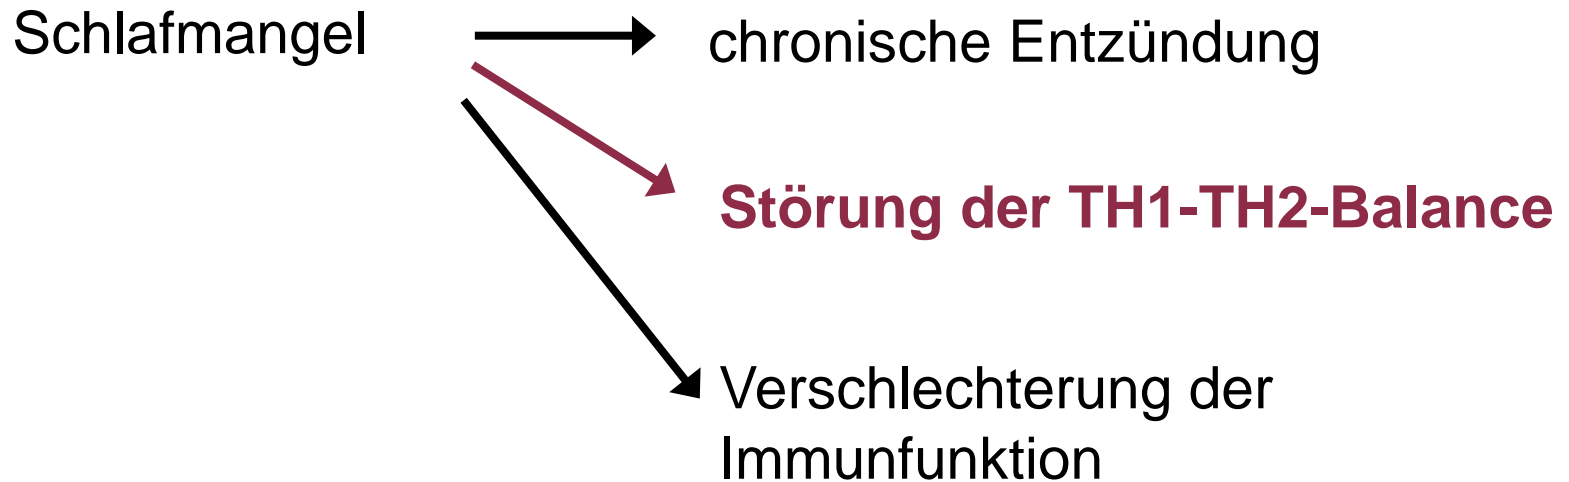 Schlafmangel
chronische Entzündung
Störung der TH1-TH2-Balance
Verschlechterung der
Immunfunktion